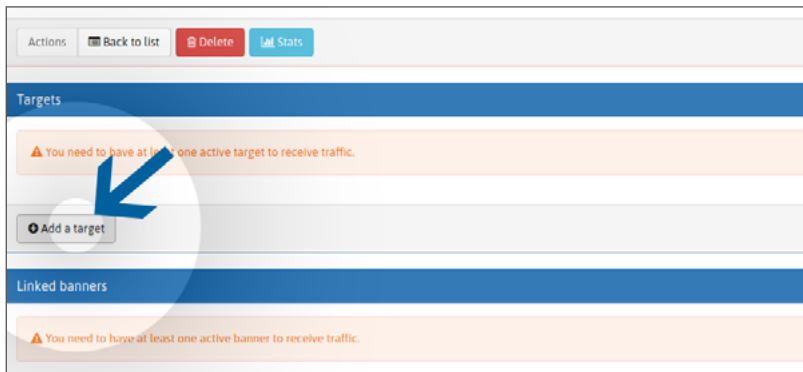 Actions Back to list Delete Stats
Targets
You need to have at least one active target to receive traffic.
Add a target
Linked banners
You need to have at least one active banner to receive traffic.